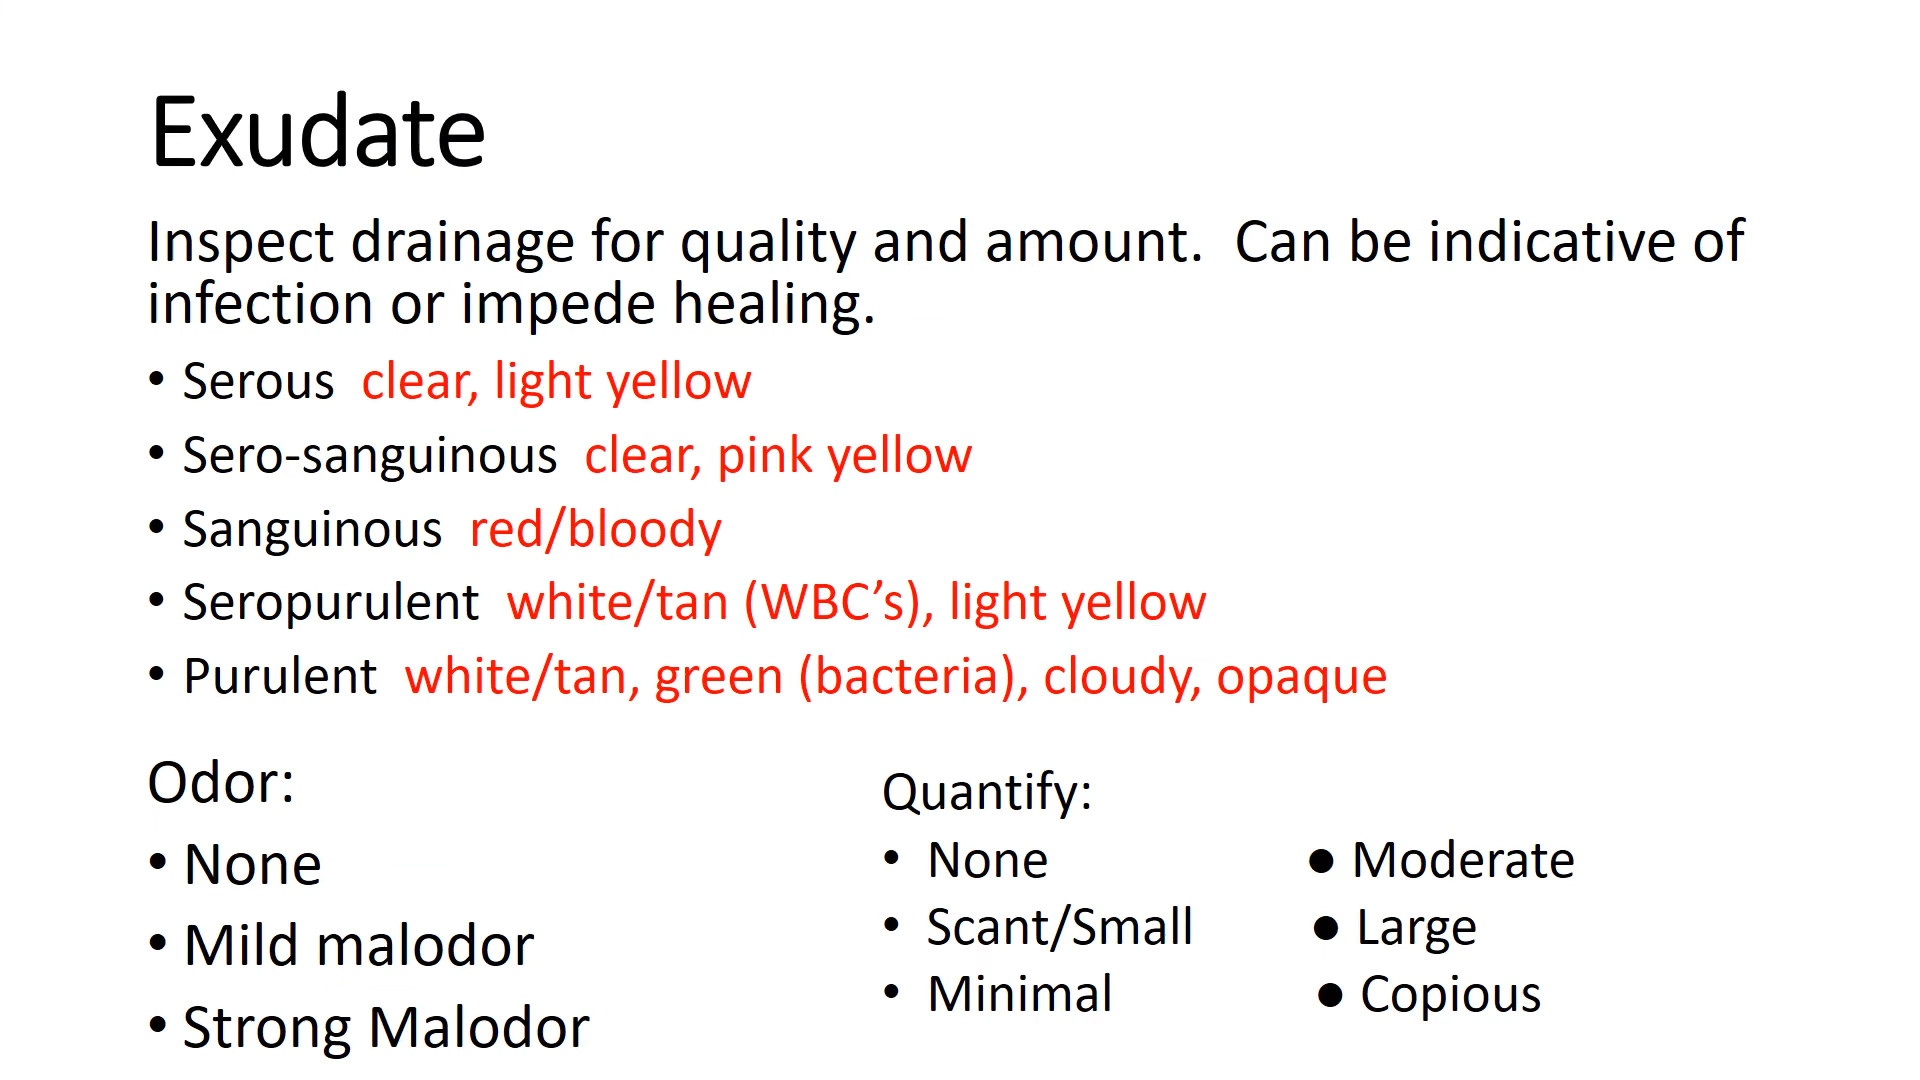 Exudate
Inspect drainage for quality and amount.  Can be indicative of
infection or impede healing.
• Serous  clear, light yellow
• Sero-sanguinous  clear, pink yellow
• Sanguinous  red/bloody
• Seropurulent  white/tan (WBC’s), light yellow
• Purulent  white/tan, green (bacteria), cloudy, opaque
Odor:
• None
• Mild malodor
• Strong Malodor
Quantify:
• None ● Moderate
• Scant/Small ● Large
• Minimal ● Copious